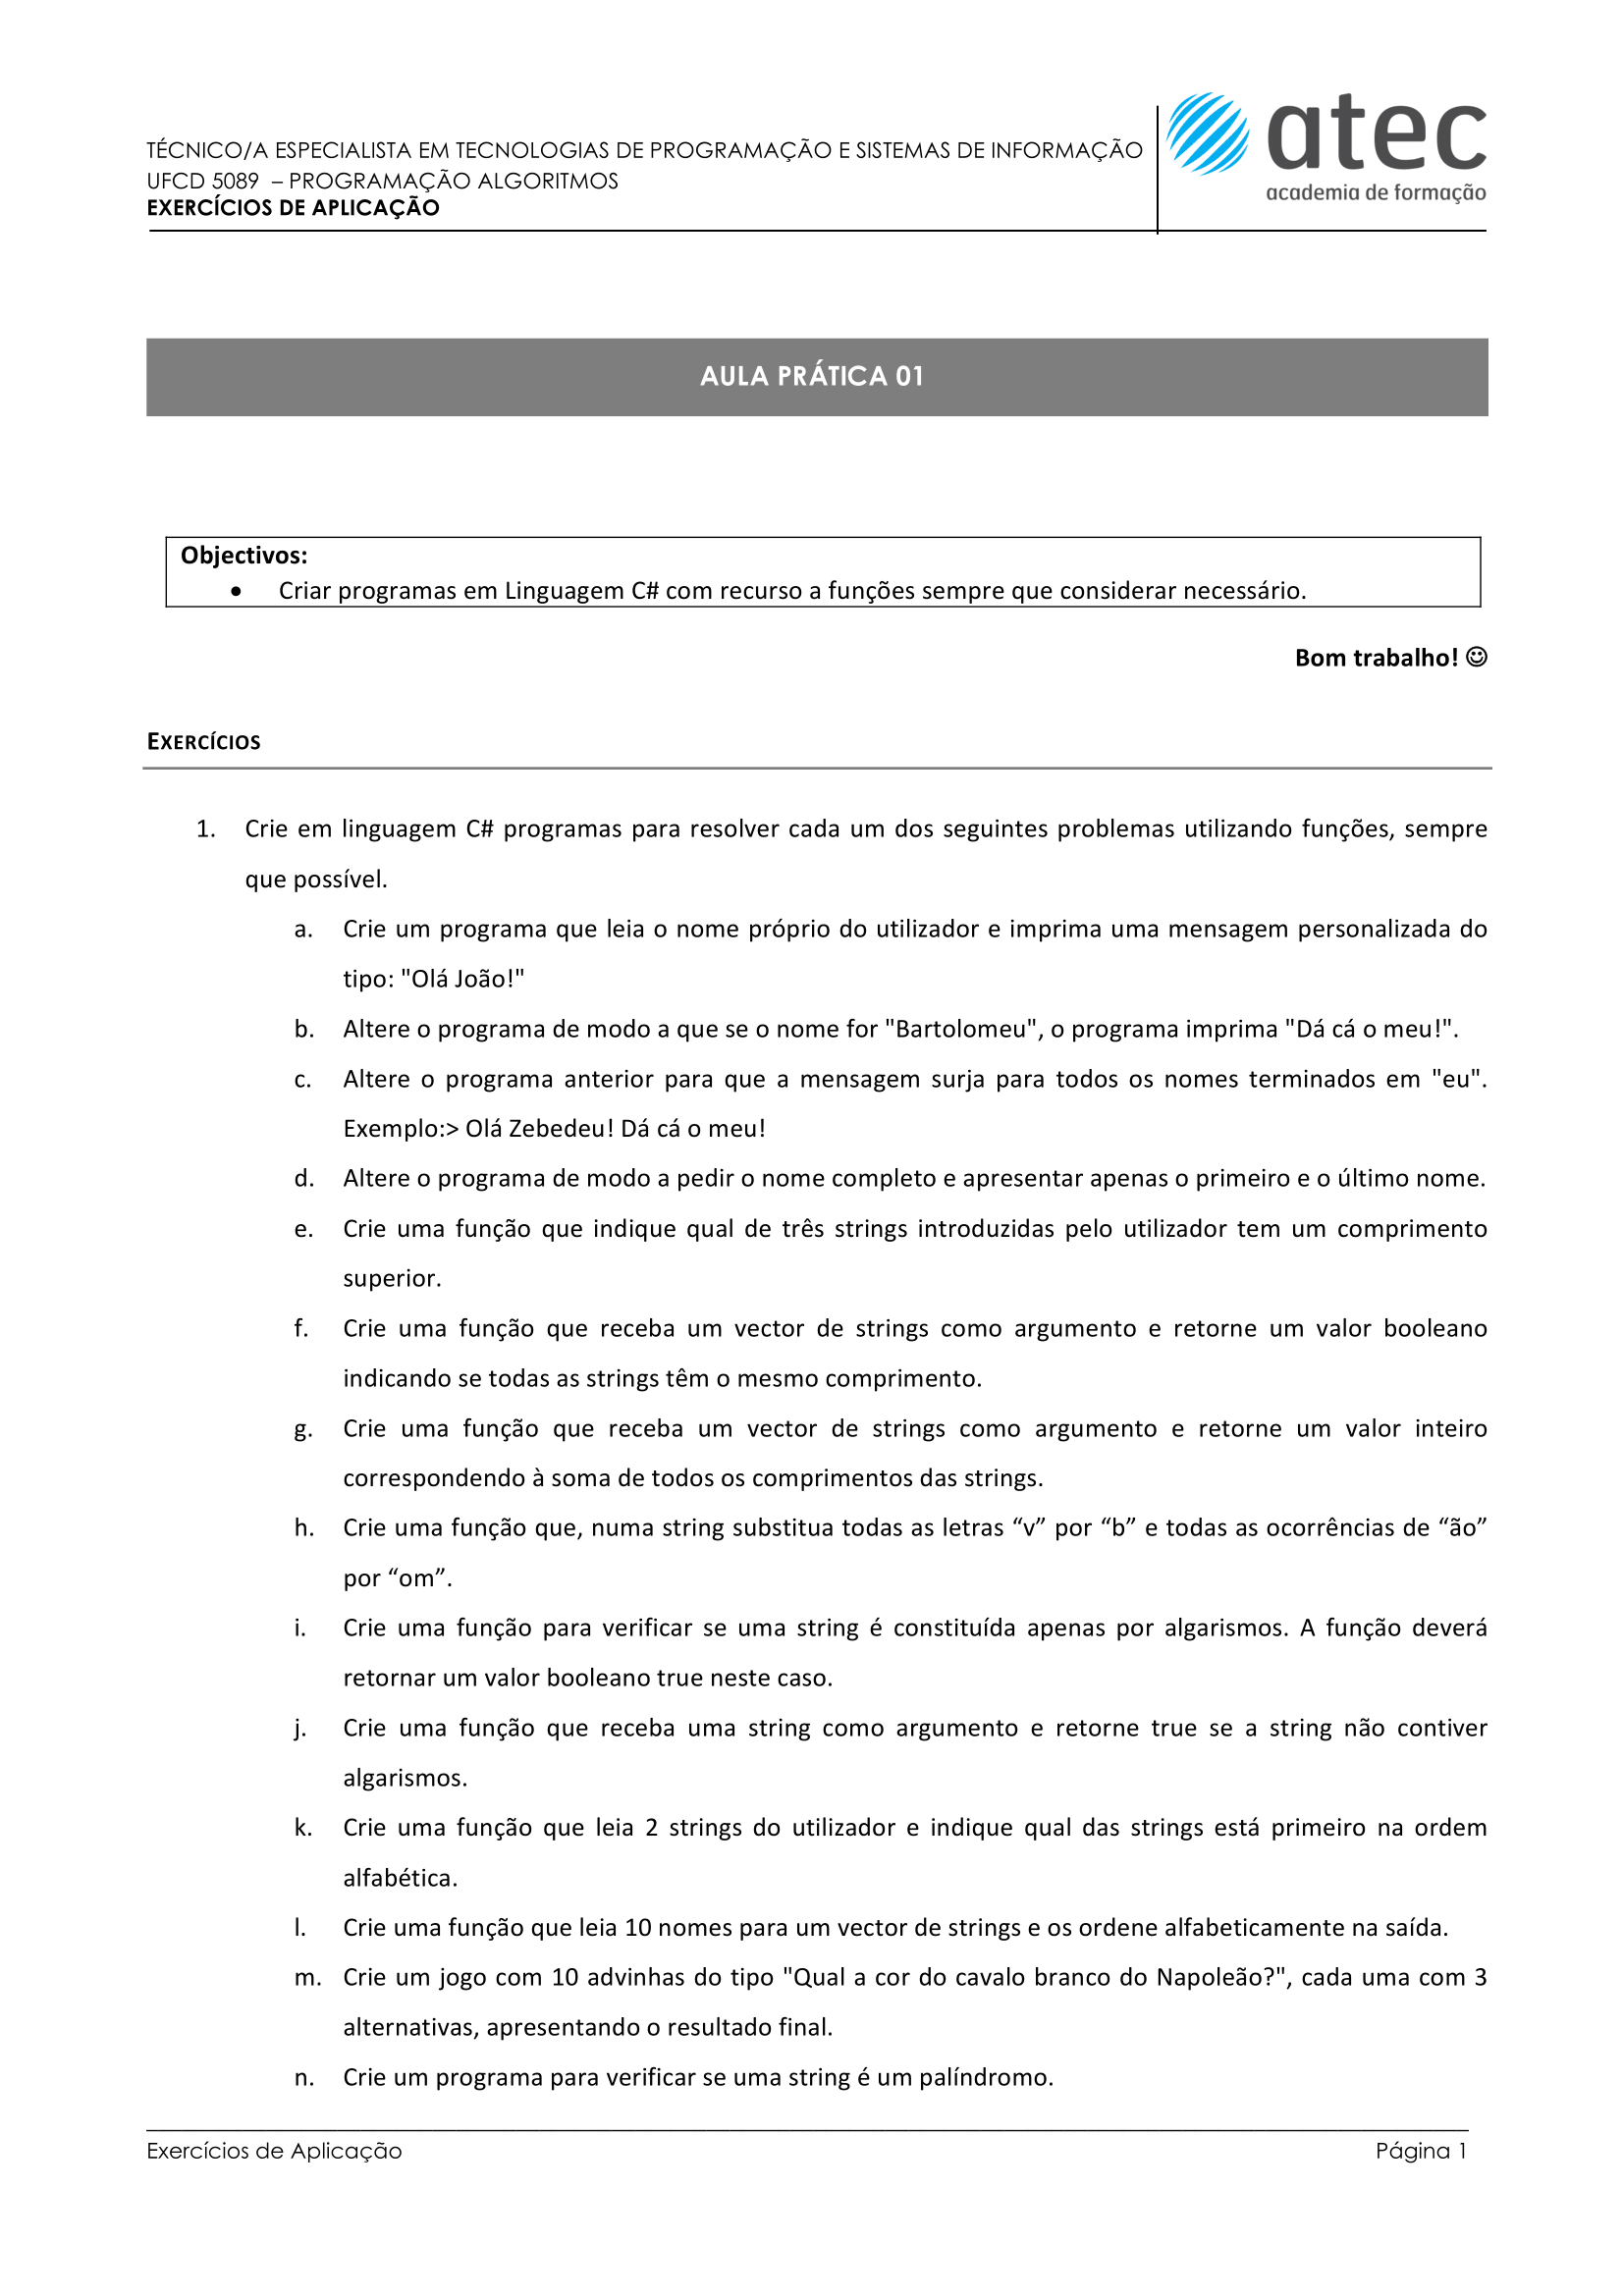 TÉCNICO/A ESPECIALISTA EM TECNOLOGIAS DE PROGRAMAÇÃO E SISTEMAS DE INFORMAÇÃO
UFCD 5089 – PROGRAMAÇÃO ALGORITMOS
EXERCÍCIOS DE APLICAÇÃO
atec
academia de formação
AULA PRÁTICA 01
Objectivos:
• Criar programas em Linguagem C# com recurso a funções sempre que considerar necessário.
Bom trabalho! ☺
EXERCÍCIOS
1. Crie em linguagem C# programas para resolver cada um dos seguintes problemas utilizando funções, sempre
que possível.
a. Crie um programa que leia o nome próprio do utilizador e imprima uma mensagem personalizada do
tipo: "Olá João!"
b. Altere o programa de modo a que se o nome for "Bartolomeu", o programa imprima "Dá cá o meu!".
c. Altere o programa anterior para que a mensagem surja para todos os nomes terminados em "eu".
Exemplo:> Olá Zebedeu! Dá cá o meu!
d. Altere o programa de modo a pedir o nome completo e apresentar apenas o primeiro e o último nome.
e. Crie uma função que indique qual de três strings introduzidas pelo utilizador tem um comprimento
superior.
f. Crie uma função que receba um vector de strings como argumento e retorne um valor booleano
indicando se todas as strings têm o mesmo comprimento.
g. Crie uma função que receba um vector de strings como argumento e retorne um valor inteiro
correspondendo à soma de todos os comprimentos das strings.
h. Crie uma função que, numa string substitua todas as letras “v” por “b” e todas as ocorrências de “ão”
por “om”.
i. Crie uma função para verificar se uma string é constituída apenas por algarismos. A função deverá
retornar um valor booleano true neste caso.
j. Crie uma função que receba uma string como argumento e retorne true se a string não contiver
algarismos.
k. Crie uma função que leia 2 strings do utilizador e indique qual das strings está primeiro na ordem
alfabética.
l. Crie uma função que leia 10 nomes para um vector de strings e os ordene alfabeticamente na saída.
m. Crie um jogo com 10 advinhas do tipo "Qual a cor do cavalo branco do Napoleão?", cada uma com 3
alternativas, apresentando o resultado final.
n. Crie um programa para verificar se uma string é um palíndromo.
Exercícios de Aplicação
Página 1